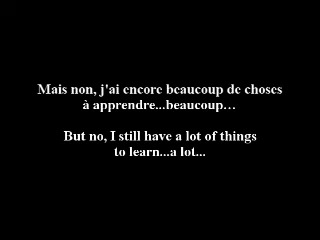 Mais non, j'ai encore beaucoup de choses
à apprendre...beaucoup...
But no, I still have a lot of things
to learn...a lot...